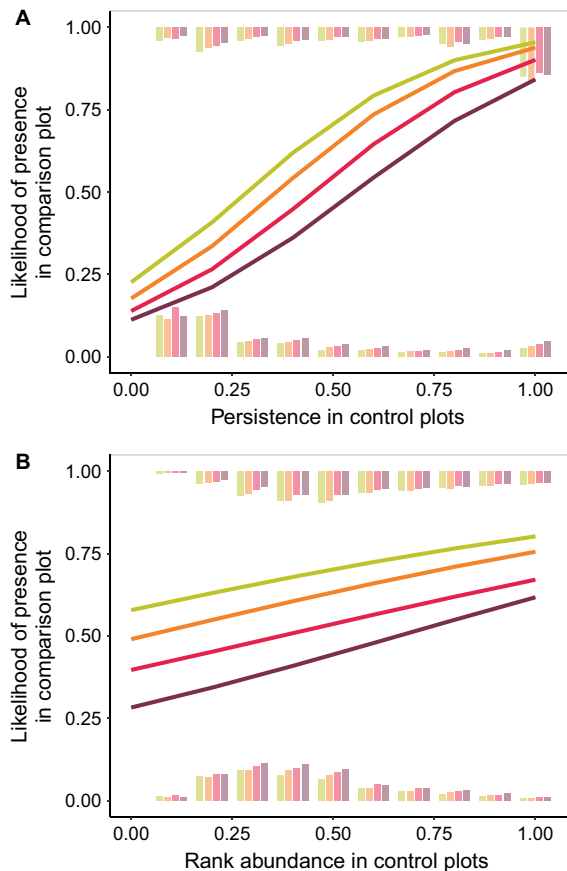 A
1.00
0.75
0.50
0.25
0.00
Likelihood of presence
in comparison plot
0.00 0.25 0.50 0.75 1.00
Persistence in control plots
B
1.00
0.75
0.50
0.25
0.00
Likelihood of presence
in comparison plot
0.00 0.25 0.50 0.75 1.00
Rank abundance in control plots